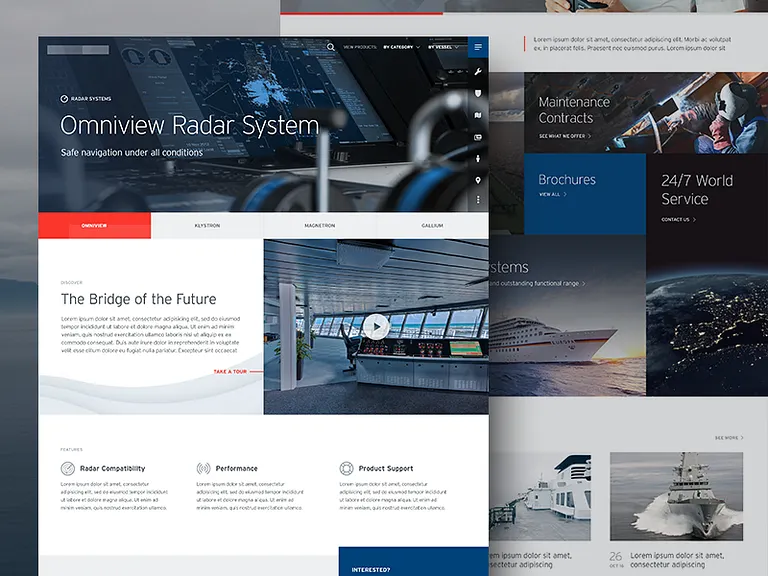 VIEW PRODUCTS:
BY CATEGORY
BY VESSEL
RADAR SYSTEMS
Omniview Radar System
Safe navigation under all conditions
OMNIVIEW
KLYSTRON
MAGNETRON
GALLIUM
DISCOVER
The Bridge of the Future
Lorem ipsum dolor sit amet, consectetur adipisicing elit, sed do eiusmod
tempor incididunt ut labore et dolore magna aliqua. Ut enim ad minim
veniam, quis nostrud exercitation ullamco laboris nisi ut aliquip ex ea
commodo consequat. Duis aute irure dolor in reprehenderit in voluptate
velit esse cillum dolore eu fugiat nulla pariatur. Excepteur sint occaecat
TAKE A TOUR
FEATURES
Radar Compatibility
Lorem ipsum dolor sit amet, consectetur
adipisicing elit, sed do eiusmod tempor
incididunt ut labore et dolore magna
aliqua. Ut enim ad minim veniam, quis
nostrud exercitation ullamco.
Performance
Lorem ipsum dolor sit amet, consectetur
adipisicing elit, sed do eiusmod tempor
incididunt ut labore et dolore magna
aliqua. Ut enim ad minim veniam, quis
nostrud exercitation ullamco.
Product Support
Lorem ipsum dolor sit amet, consectetur
adipisicing elit, sed do eiusmod tempor
incididunt ut labore et dolore magna
aliqua. Ut enim ad minim veniam, quis
nostrud exercitation ullamco.
INTERESTED?
Lorem ipsum dolor sit amet, consectetur adipiscing elit. Morbi ac volutpat
ex, in placerat felis. Praesent nec euismod purus. Lorem ipsum dolor sit
Maintenance
Contracts
SEE WHAT WE OFFER
Brochures
VIEW ALL
24/7 World
Service
CONTACT US
stems
and outstanding functional range
SEE MORE
em ipsum dolor sit amet,
sectetur adipiscing
26
OCT 16
Lorem ipsum dolor sit amet,
consectetur adipiscing